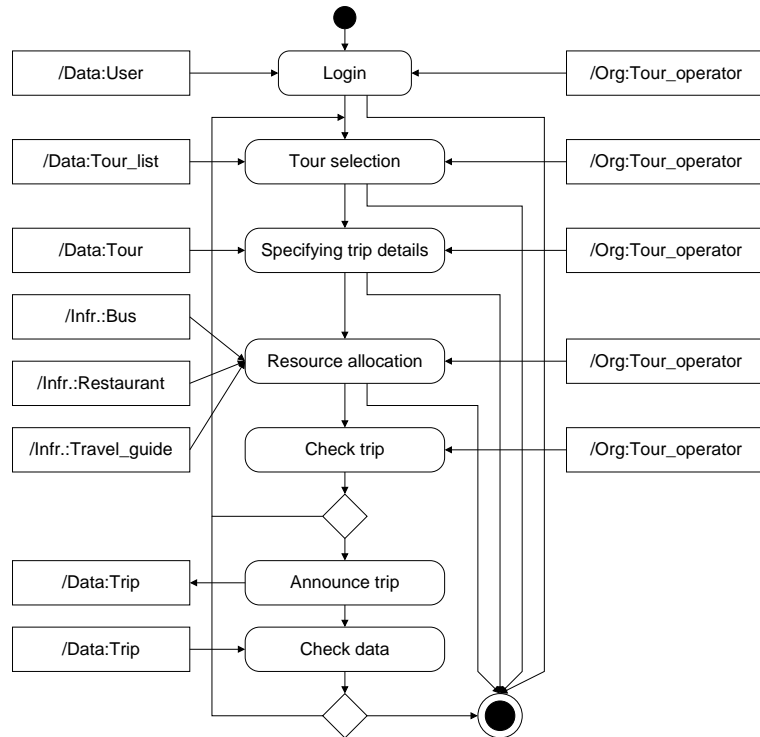 /Data:User
Login
/Org:Tour_operator
/Data:Tour_list
Tour selection
/Org:Tour_operator
/Data:Tour
Specifying trip details
/Org:Tour_operator
/Infr.:Bus
/Infr.:Restaurant
Resource allocation
/Org:Tour_operator
/Infr.:Travel_guide
Check trip
/Org:Tour_operator
/Data:Trip
Announce trip
/Data:Trip
Check data